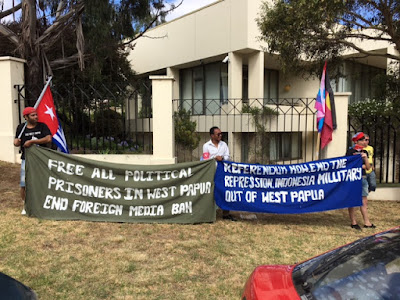 FREE ALL POLITICAL
PRISONERS IN WEST PAPUA
END FOREIGN MEDIA BAN
REFERENDUM NOW. END THE
REPRESSION. INDONESIA MILLITARY
OUT OF WEST PAPUA